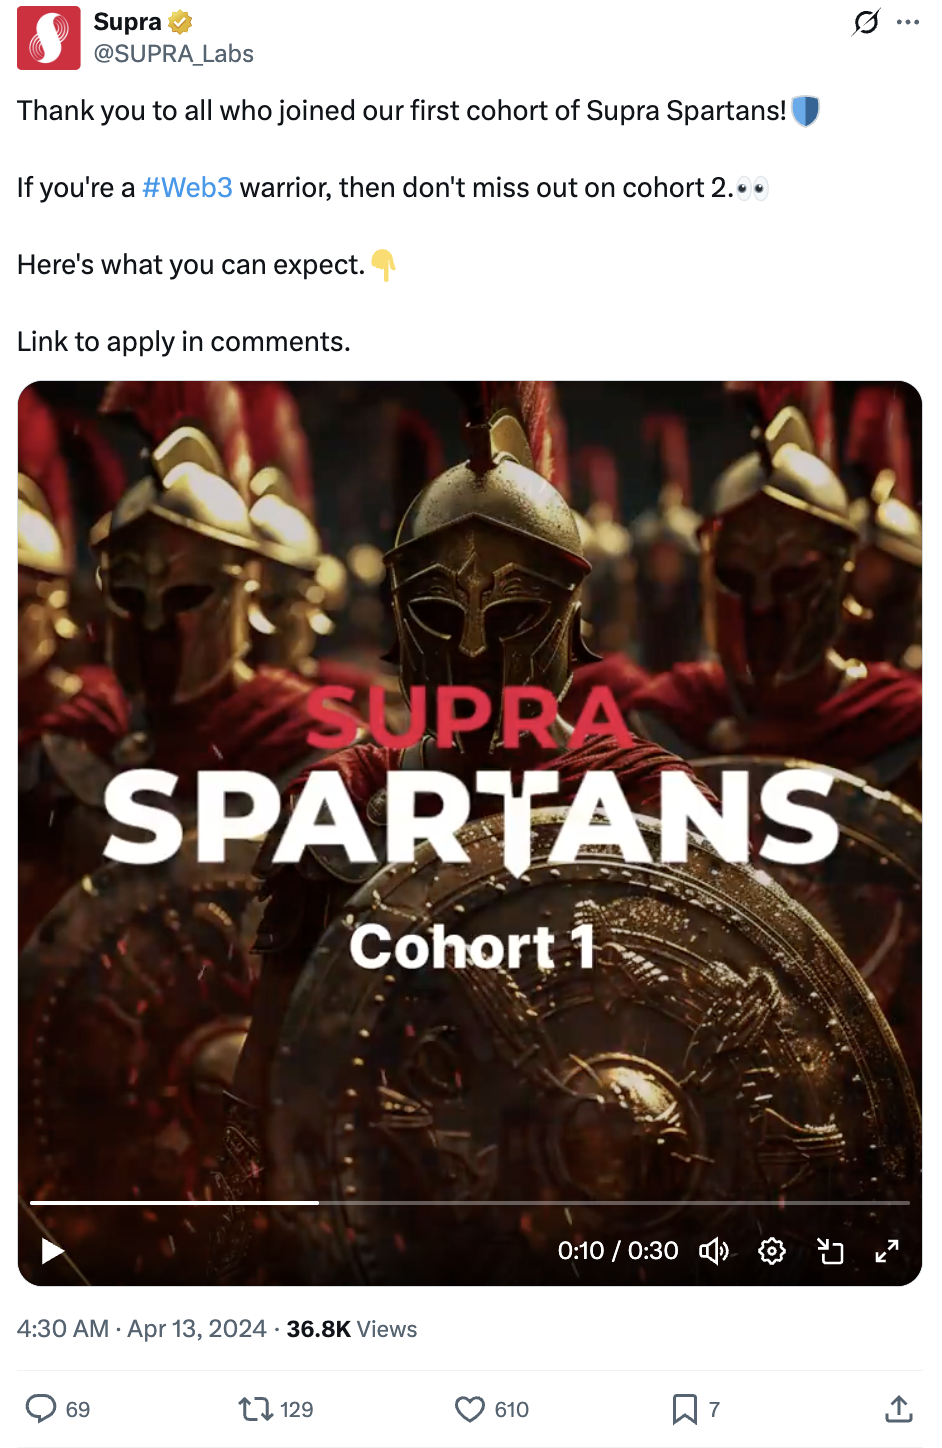 Supra
@SUPRA_Labs
Thank you to all who joined our first cohort of Supra Spartans!🛡️
If you're a #Web3 warrior, then don't miss out on cohort 2.👀
Here's what you can expect.👇
Link to apply in comments.
SUPRA
SPARTANS
Cohort 1
0:10 / 0:30
4:30 AM · Apr 13, 2024 · 36.8K Views
69 129 610 7